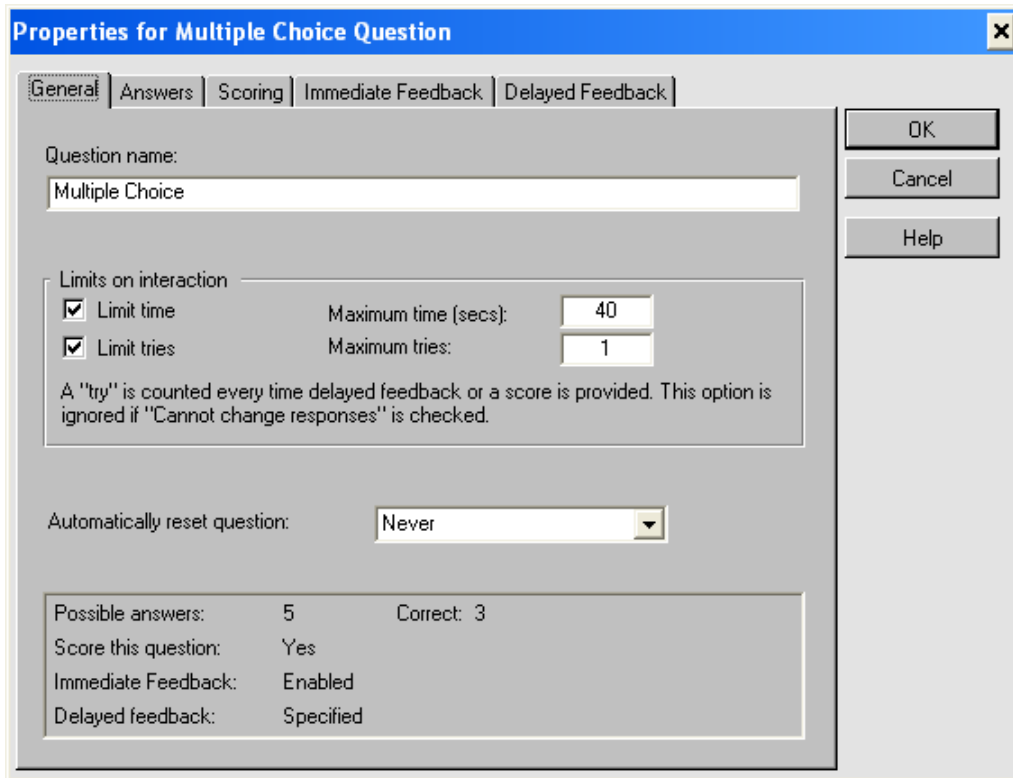 Properties for Multiple Choice Question
General Answers Scoring Immediate Feedback Delayed Feedback
OK
Cancel
Help
Question name:
Multiple Choice
Limits on interaction
Limit time Maximum time (secs): 40
Limit tries Maximum tries: 1
A "try" is counted every time delayed feedback or a score is provided. This option is
ignored if "Cannot change responses" is checked.
Automatically reset question: Never
Possible answers: 5 Correct: 3
Score this question: Yes
Immediate Feedback: Enabled
Delayed feedback: Specified